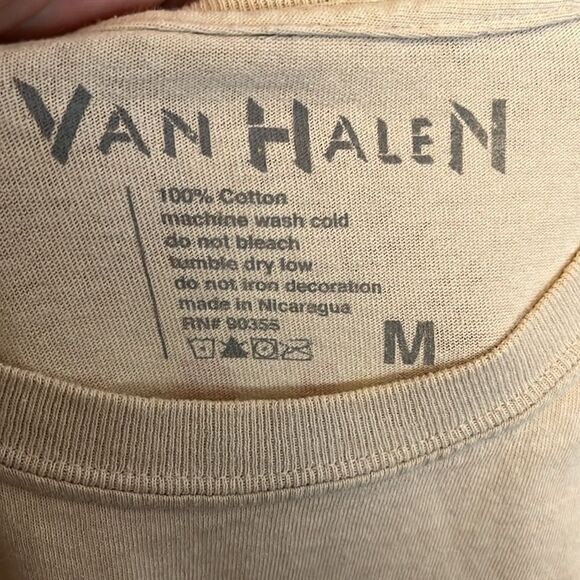 VAN HALEN
100% Cotton
machine wash cold
do not bleach
tumble dry low
do not iron decoration
made in Nicaragua
RN# 90355
M